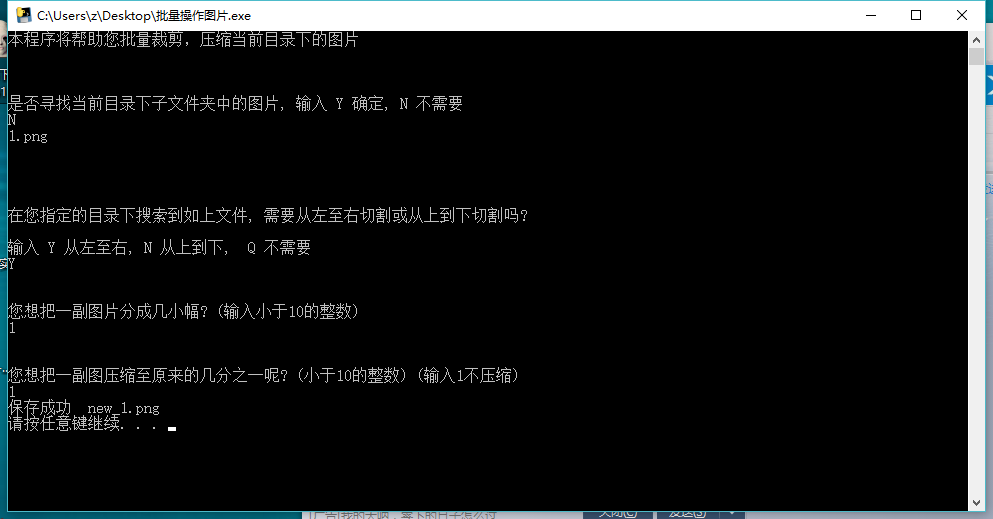 C:\Users\z\Desktop\批量操作图片.exe
本程序将帮助您批量裁剪，压缩当前目录下的图片
是否寻找当前目录下子文件夹中的图片, 输入 Y 确定, N 不需要
N
1.png
在您指定的目录下搜索到如上文件, 需要从左至右切割或从上到下切割吗?
输入 Y 从左至右, N 从上到下,  Q 不需要
Y
您想把一副图片分成几小幅? (输入小于10的整数)
1
您想把一副图压缩至原来的几分之一呢? (小于10的整数) (输入1不压缩)
1
保存成功  new_1.png
请按任意键继续. . .